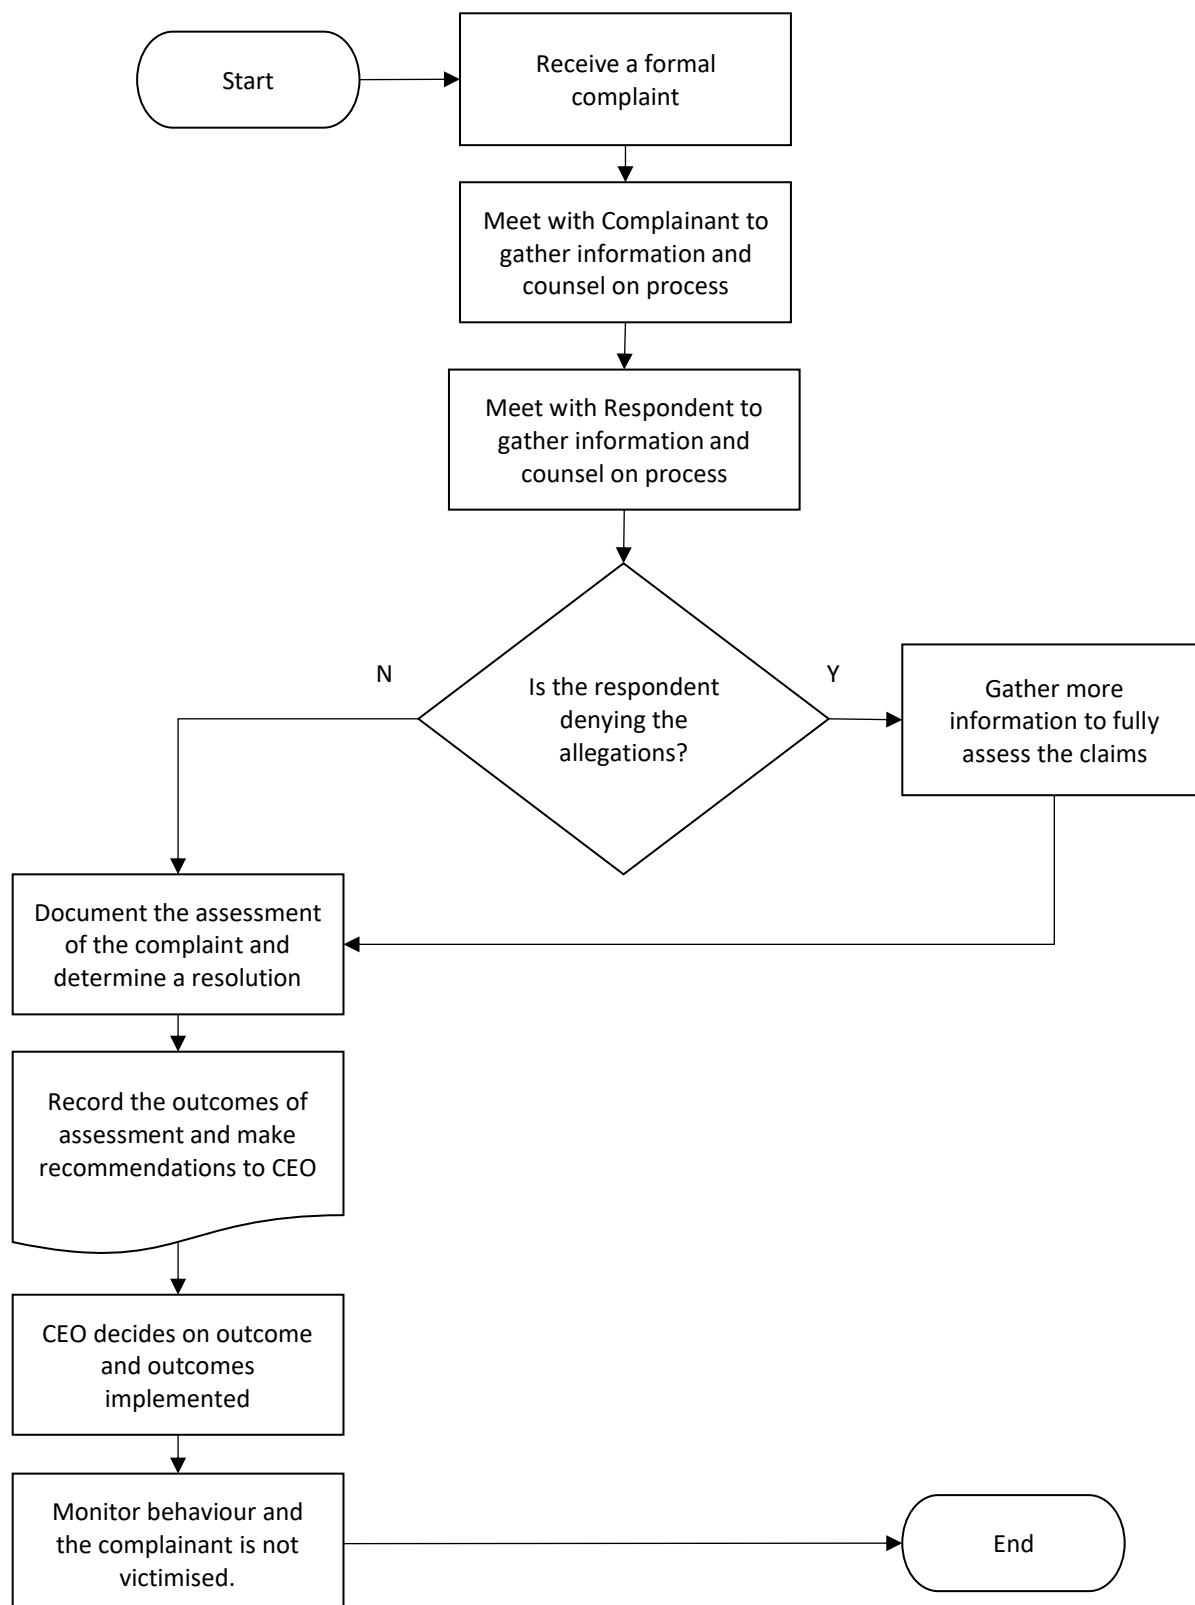 Start
Receive a formal
complaint
Meet with Complainant to
gather information and
counsel on process
Meet with Respondent to
gather information and
counsel on process
N
Is the respondent
denying the
allegations?
Y
Gather more
information to fully
assess the claims
Document the assessment
of the complaint and
determine a resolution
Record the outcomes of
assessment and make
recommendations to CEO
CEO decides on outcome
and outcomes
implemented
Monitor behaviour and
the complainant is not
victimised.
End